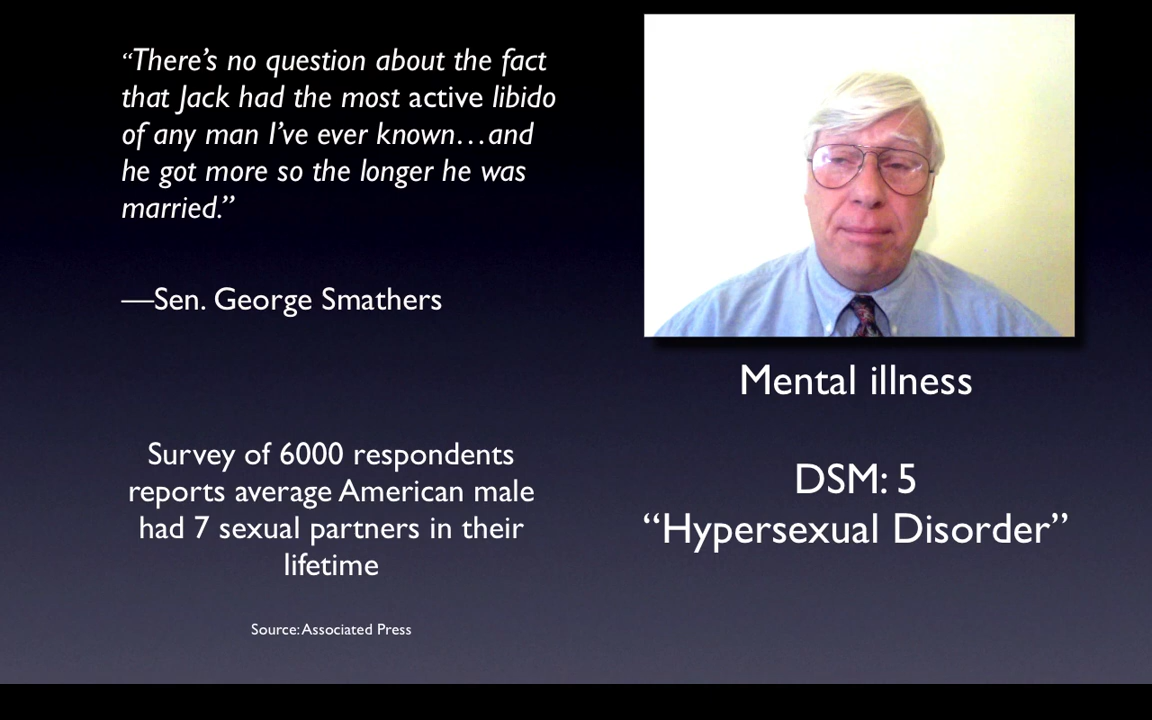 “There’s no question about the fact
that Jack had the most active libido
of any man I’ve ever known…and
he got more so the longer he was
married.”
—Sen. George Smathers
Survey of 6000 respondents
reports average American male
had 7 sexual partners in their
lifetime
Source: Associated Press
Mental illness
DSM: 5
“Hypersexual Disorder”